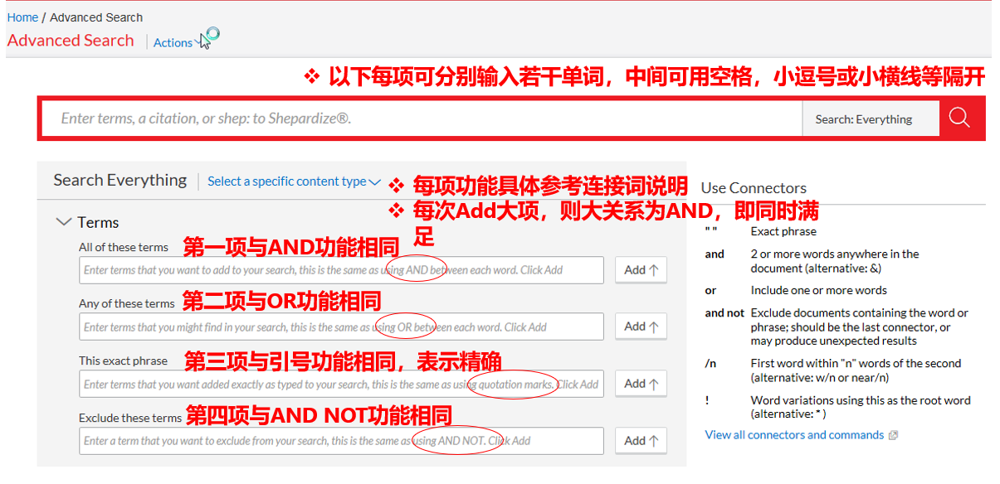 Home / Advanced Search
Advanced Search | Actions
❖ 以下每项可分别输入若干单词，中间可用空格，小逗号或小横线等隔开
Enter terms, a citation, or shep: to Shepardize®.
Search: Everything
Search Everything | Select a specific content type
❖ 每项功能具体参考连接词说明
❖ 每次Add大项，则大关系为AND，即同时满
足
Terms
All of these terms
第一项与AND功能相同
Enter terms that you want to add to your search, this is the same as using AND between each word. Click Add
Add ↑
Any of these terms
第二项与OR功能相同
Enter terms that you might find in your search, this is the same as using OR between each word. Click Add
Add ↑
This exact phrase
第三项与引号功能相同，表示精确
Enter terms that you want added exactly as typed to your search, this is the same as using quotation marks. Click Add
Add ↑
Exclude these terms
第四项与AND NOT功能相同
Enter a term that you want to exclude from your search, this is the same as using AND NOT. Click Add
Add ↑
Use Connectors
" " Exact phrase
and 2 or more words anywhere in the
document (alternative: &)
or Include one or more words
and not Exclude documents containing the word or
phrase; should be the last connector, or
may produce unexpected results
/n First word within "n" words of the second
(alternative: w/n or near/n)
! Word variations using this as the root word
(alternative: * )
View all connectors and commands